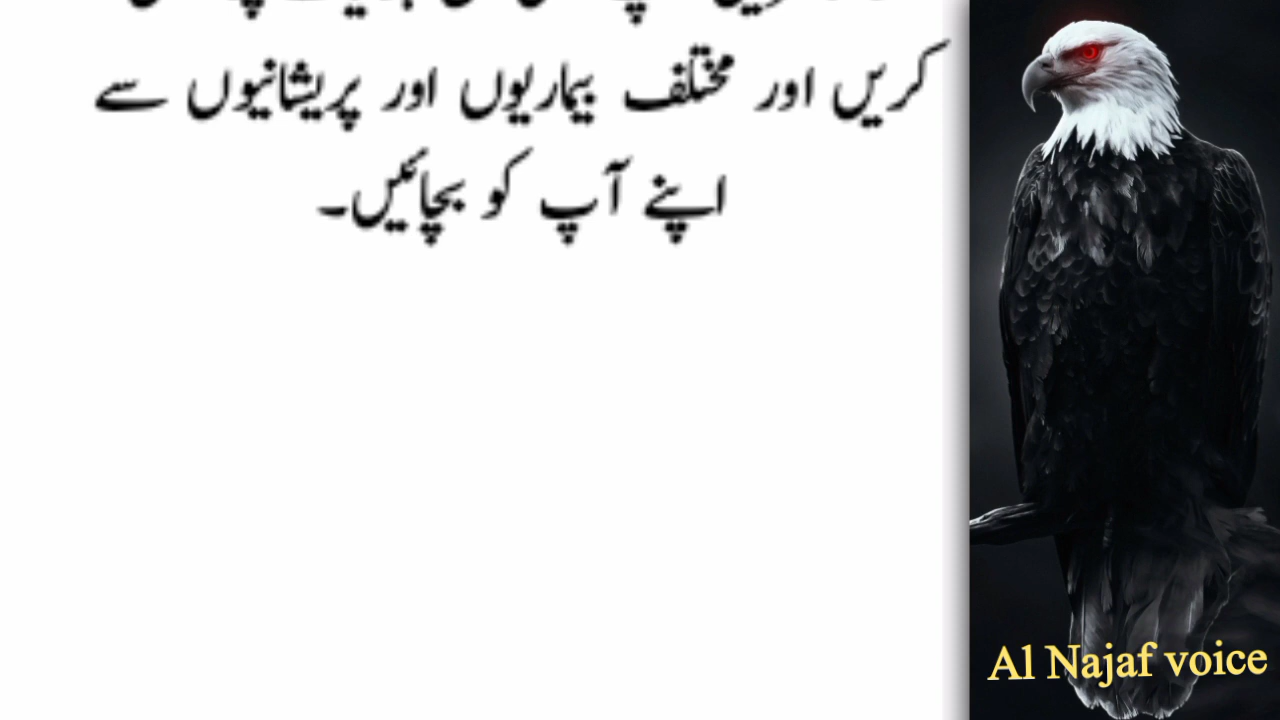 کریں اور مختلف بیماریوں اور پریشانیوں سے
اپنے آپ کو بچائیں۔
Al Najaf voice